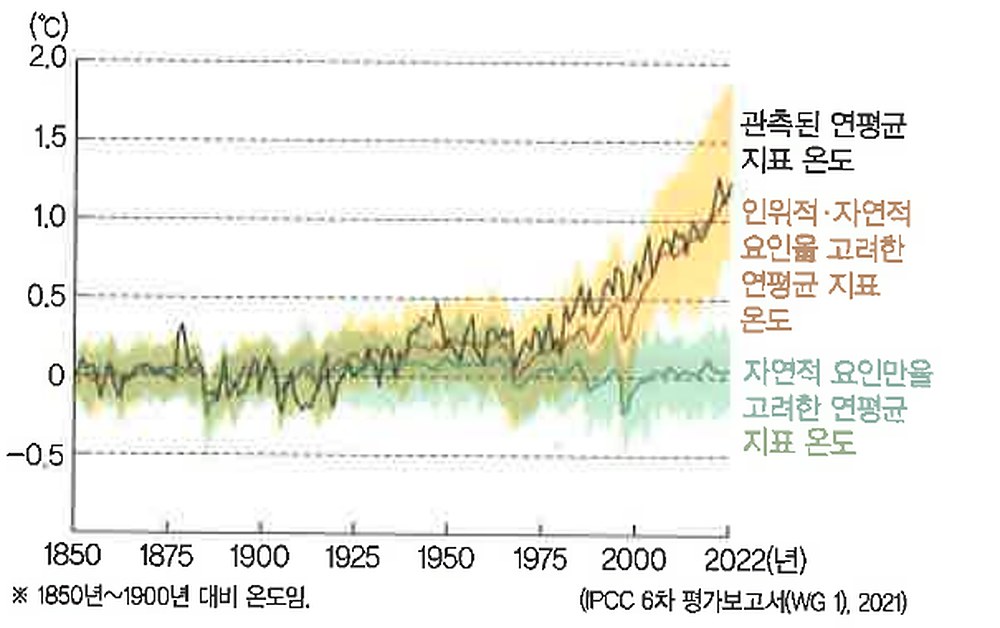 (℃)
2.0
1.5
1.0
0.5
0
-0.5
1850 1875 1900 1925 1950 1975 2000 2022(년)
관측된 연평균
지표 온도
인위적·자연적
요인을 고려한
연평균 지표
온도
자연적 요인만을
고려한 연평균
지표 온도
※ 1850년~1900년 대비 온도임.
(IPCC 6차 평가보고서(WG 1), 2021)